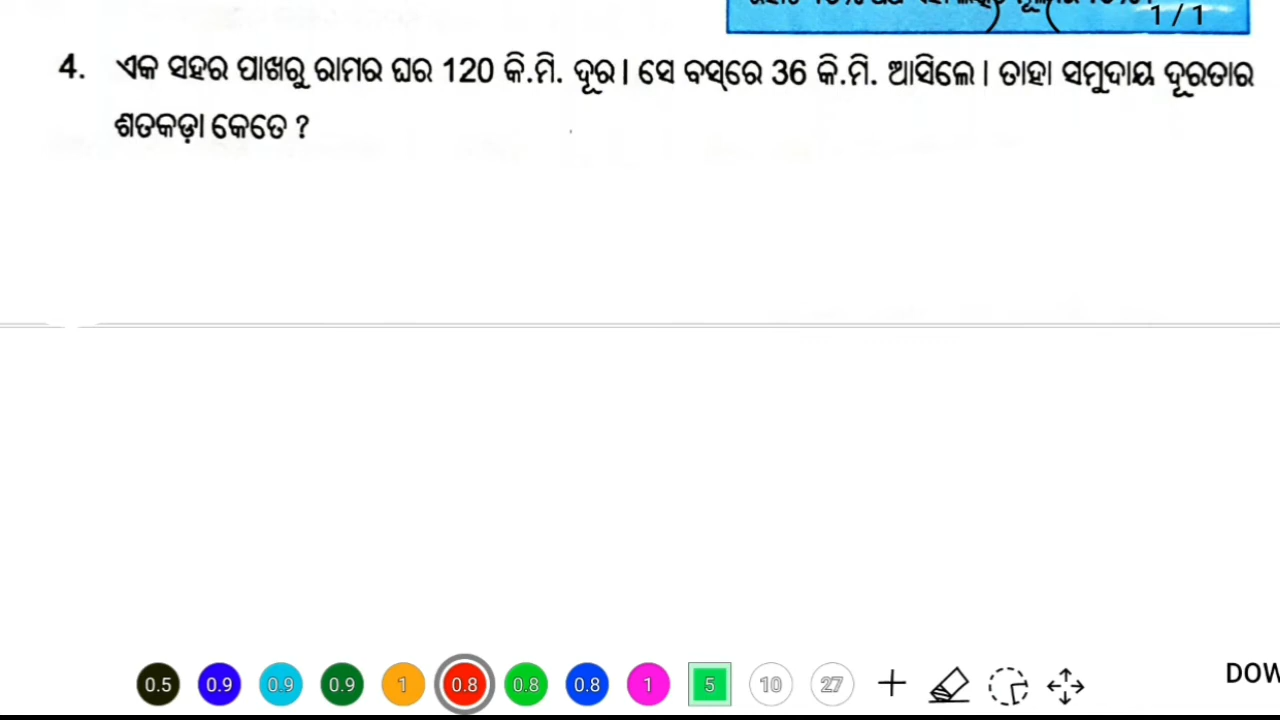 1 / 1
4. ଏକ ସହର ପାଖରୁ ରାମର ଘର 120 କି.ମି. ଦୂର। ସେ ବସ୍‌ରେ 36 କି.ମି. ଆସିଲେ। ତାହା ସମୁଦାୟ ଦୂରତାର
ଶତକଡ଼ା କେତେ ?
0.5 0.9 0.9 0.9 1 0.8 0.8 0.8 1 5 10 27
DOW